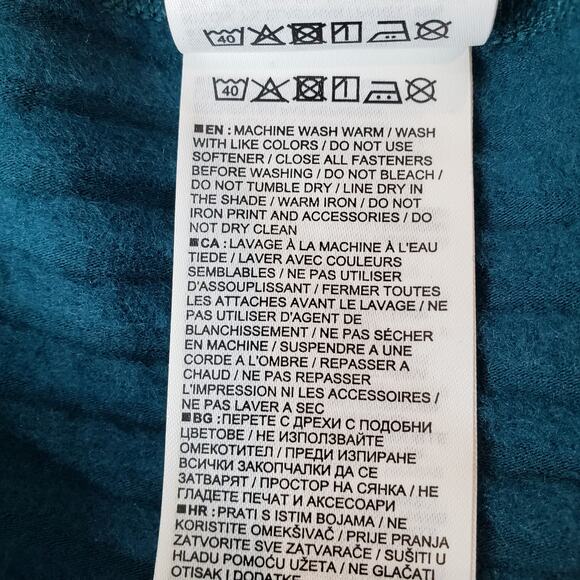 40
40
EN : MACHINE WASH WARM / WASH
WITH LIKE COLORS / DO NOT USE
SOFTENER / CLOSE ALL FASTENERS
BEFORE WASHING / DO NOT BLEACH /
DO NOT TUMBLE DRY / LINE DRY IN
THE SHADE / WARM IRON / DO NOT
IRON PRINT AND ACCESSORIES / DO
NOT DRY CLEAN
CA : LAVAGE À LA MACHINE À L'EAU
TIEDE / LAVER AVEC COULEURS
SEMBLABLES / NE PAS UTILISER
D'ASSOUPLISSANT / FERMER TOUTES
LES ATTACHES AVANT LE LAVAGE / NE
PAS UTILISER D'AGENT DE
BLANCHISSEMENT / NE PAS SÉCHER
EN MACHINE / SUSPENDRE A UNE
CORDE A L'OMBRE / REPASSER A
CHAUD / NE PAS REPASSER
L'IMPRESSION NI LES ACCESSOIRES /
NE PAS LAVER A SEC
BG : ПЕРЕТЕ С ДРЕХИ С ПОДОБНИ
ЦВЕТОВЕ / НЕ ИЗПОЛЗВАЙТЕ
ОМЕКОТИТЕЛ / ПРЕДИ ИЗПИРАНЕ
ВСИЧКИ ЗАКОПЧАЛКИ ДА СЕ
ЗАТВАРЯТ / ПРОСТОР НА СЯНКА / НЕ
ГЛАДЕТЕ ПЕЧАТ И АКСЕСОАРИ
HR : PRATI S ISTIM BOJAMA / NE
KORISTITE OMEKŠIVAČ / PRIJE PRANJA
ZATVORITE SVE ZATVARAČE / SUŠITI U
HLADU POMOĆU UŽETA / NE GLAČATI
OTISAK I DODATKE